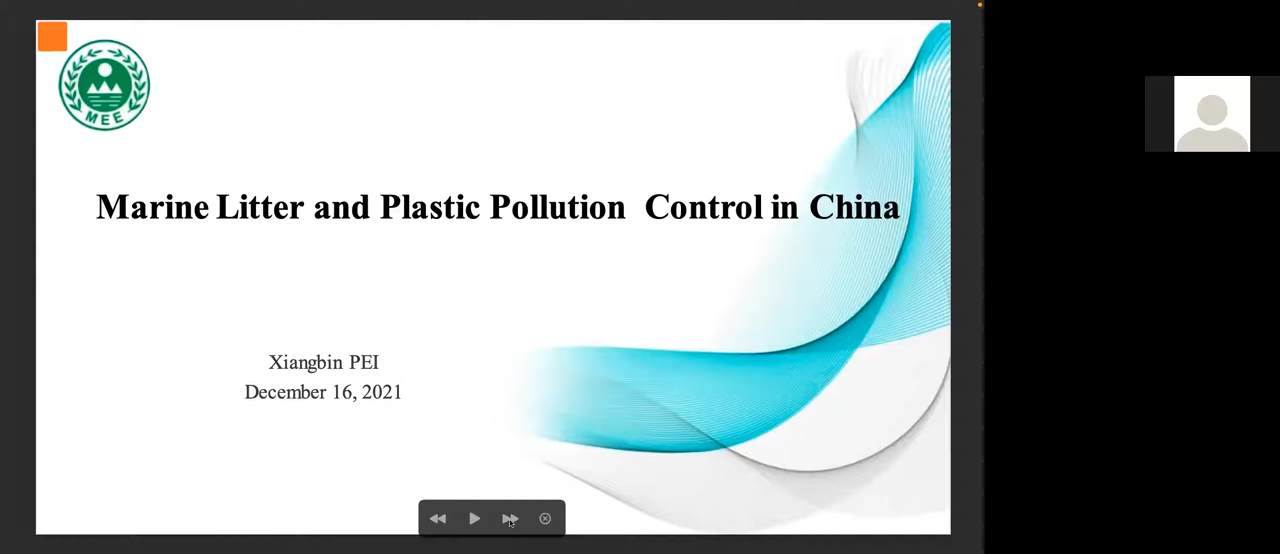 MEE
Marine Litter and Plastic Pollution Control in China
Xiangbin PEI
December 16, 2021